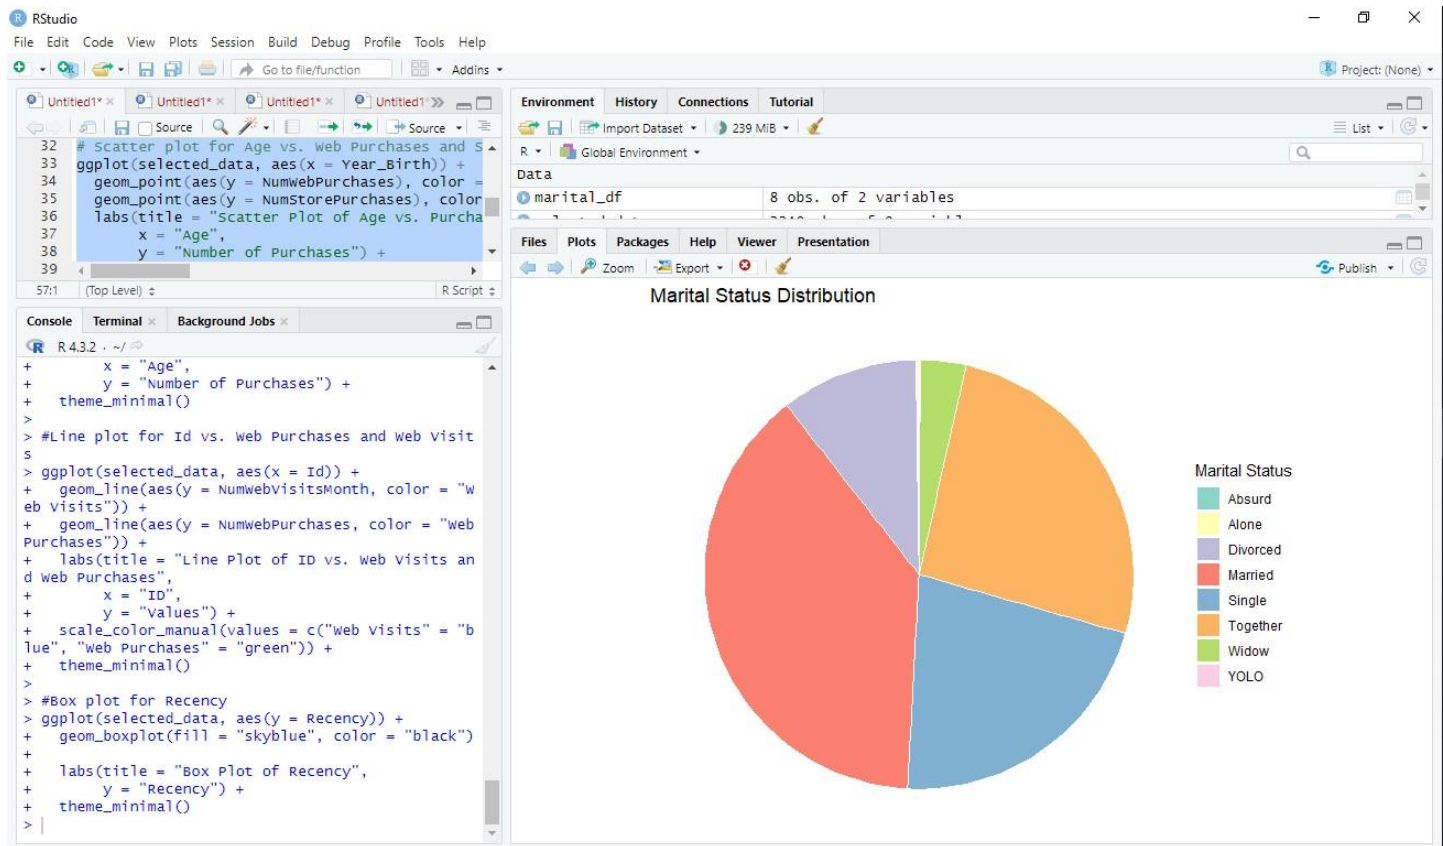 RStudio
File Edit Code View Plots Session Build Debug Profile Tools Help
Go to file/function Addins Project: (None)
Untitled1* Untitled1* Untitled1* Untitled1*
Source Source
32 # Scatter plot for Age vs. Web Purchases and S
33 ggplot(selected_data, aes(x = Year_Birth)) +
34 geom_point(aes(y = NumWebPurchases), color =
35 geom_point(aes(y = NumStorePurchases), color
36 labs(title = "Scatter Plot of Age vs. Purcha
37 x = "Age",
38 y = "Number of Purchases") +
39
57:1 (Top Level) R Script
Console Terminal Background Jobs
R 4.3.2 · ~/
+ x = "Age",
+ y = "Number of Purchases") +
+ theme_minimal()
>
> #Line plot for Id vs. Web Purchases and Web Visit
s
> ggplot(selected_data, aes(x = Id)) +
+ geom_line(aes(y = NumWebVisitsMonth, color = "W
eb Visits")) +
+ geom_line(aes(y = NumWebPurchases, color = "Web
Purchases")) +
+ labs(title = "Line Plot of ID vs. Web Visits an
d Web Purchases",
+ x = "ID",
+ y = "Values") +
+ scale_color_manual(values = c("Web Visits" = "b
lue", "Web Purchases" = "green")) +
+ theme_minimal()
>
> #Box plot for Recency
> ggplot(selected_data, aes(y = Recency)) +
+ geom_boxplot(fill = "skyblue", color = "black")
+
+ labs(title = "Box Plot of Recency",
+ y = "Recency") +
+ theme_minimal()
>
Environment History Connections Tutorial
Import Dataset 239 MiB List
R Global Environment
Data
marital_df 8 obs. of 2 variables
Files Plots Packages Help Viewer Presentation
Zoom Export Publish
Marital Status Distribution
Marital Status
Absurd
Alone
Divorced
Married
Single
Together
Widow
YOLO